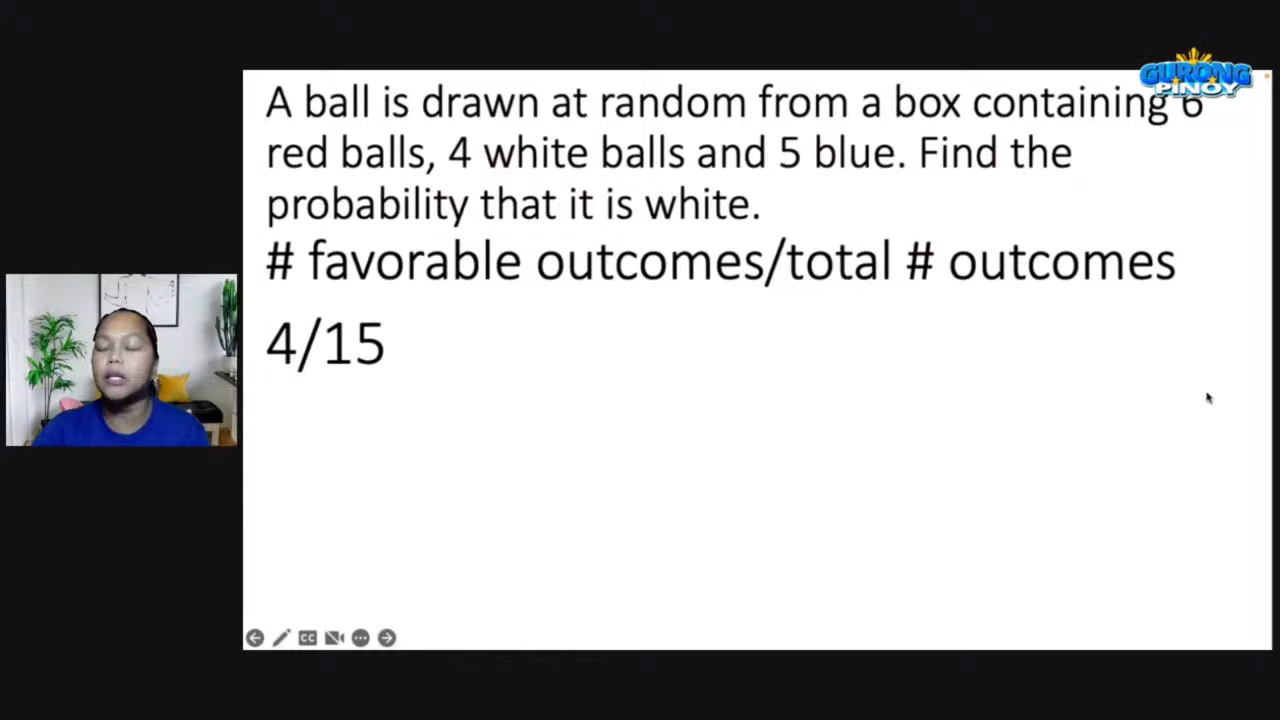 GURONG
PINOY
A ball is drawn at random from a box containing 6
red balls, 4 white balls and 5 blue. Find the
probability that it is white.
# favorable outcomes/total # outcomes
4/15
CC